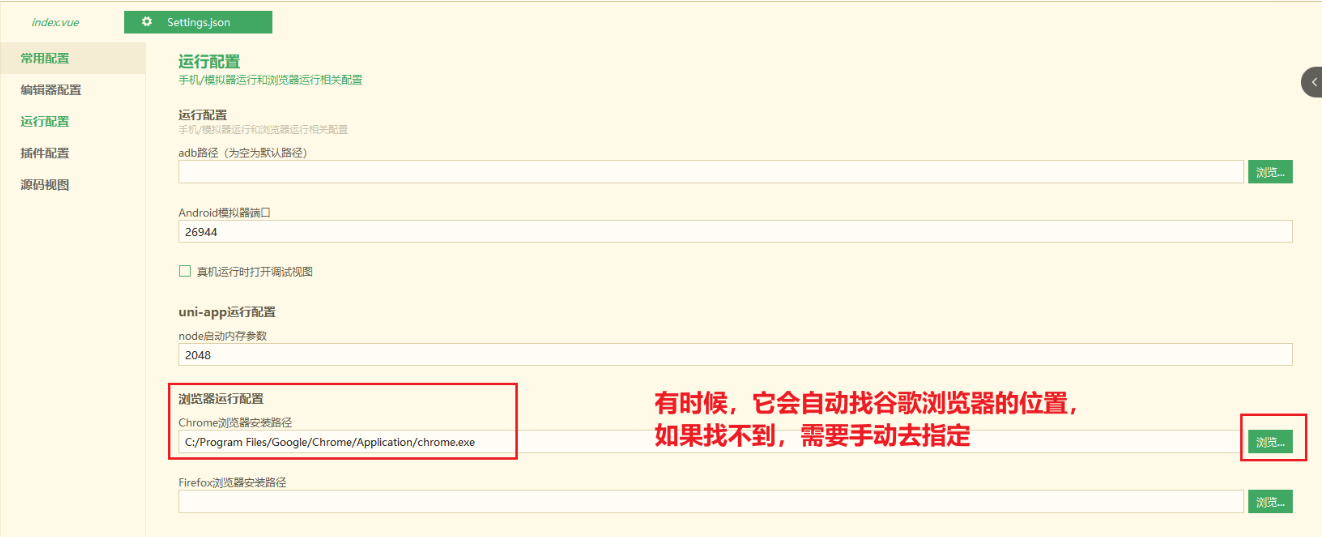 index.vue
Settings.json
常用配置
编辑器配置
运行配置
插件配置
源码视图
运行配置
手机/模拟器运行和浏览器运行相关配置
运行配置
手机/模拟器运行和浏览器运行相关配置
adb路径（为空为默认路径）
浏览...
Android模拟器端口
26944
真机运行时打开调试视图
uni-app运行配置
node启动内存参数
2048
浏览器运行配置
Chrome浏览器安装路径
C:/Program Files/Google/Chrome/Application/chrome.exe
浏览...
有时候，它会自动找谷歌浏览器的位置，
如果找不到，需要手动去指定
Firefox浏览器安装路径
浏览...